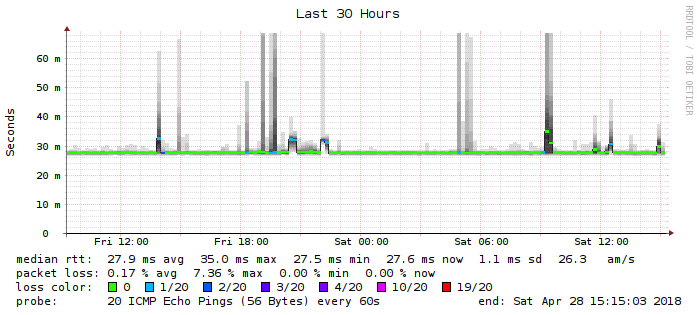 Last 30 Hours
RRDTOOL / TOBI OETIKER
Seconds
60 m
50 m
40 m
30 m
20 m
10 m
0
Fri 12:00 Fri 18:00 Sat 00:00 Sat 06:00 Sat 12:00
median rtt: 27.9 ms avg 35.0 ms max 27.5 ms min 27.6 ms now 1.1 ms sd 26.3 am/s
packet loss: 0.17 % avg 7.36 % max 0.00 % min 0.00 % now
loss color: 0 1/20 2/20 3/20 4/20 10/20 19/20
probe: 20 ICMP Echo Pings (56 Bytes) every 60s end: Sat Apr 28 15:15:03 2018